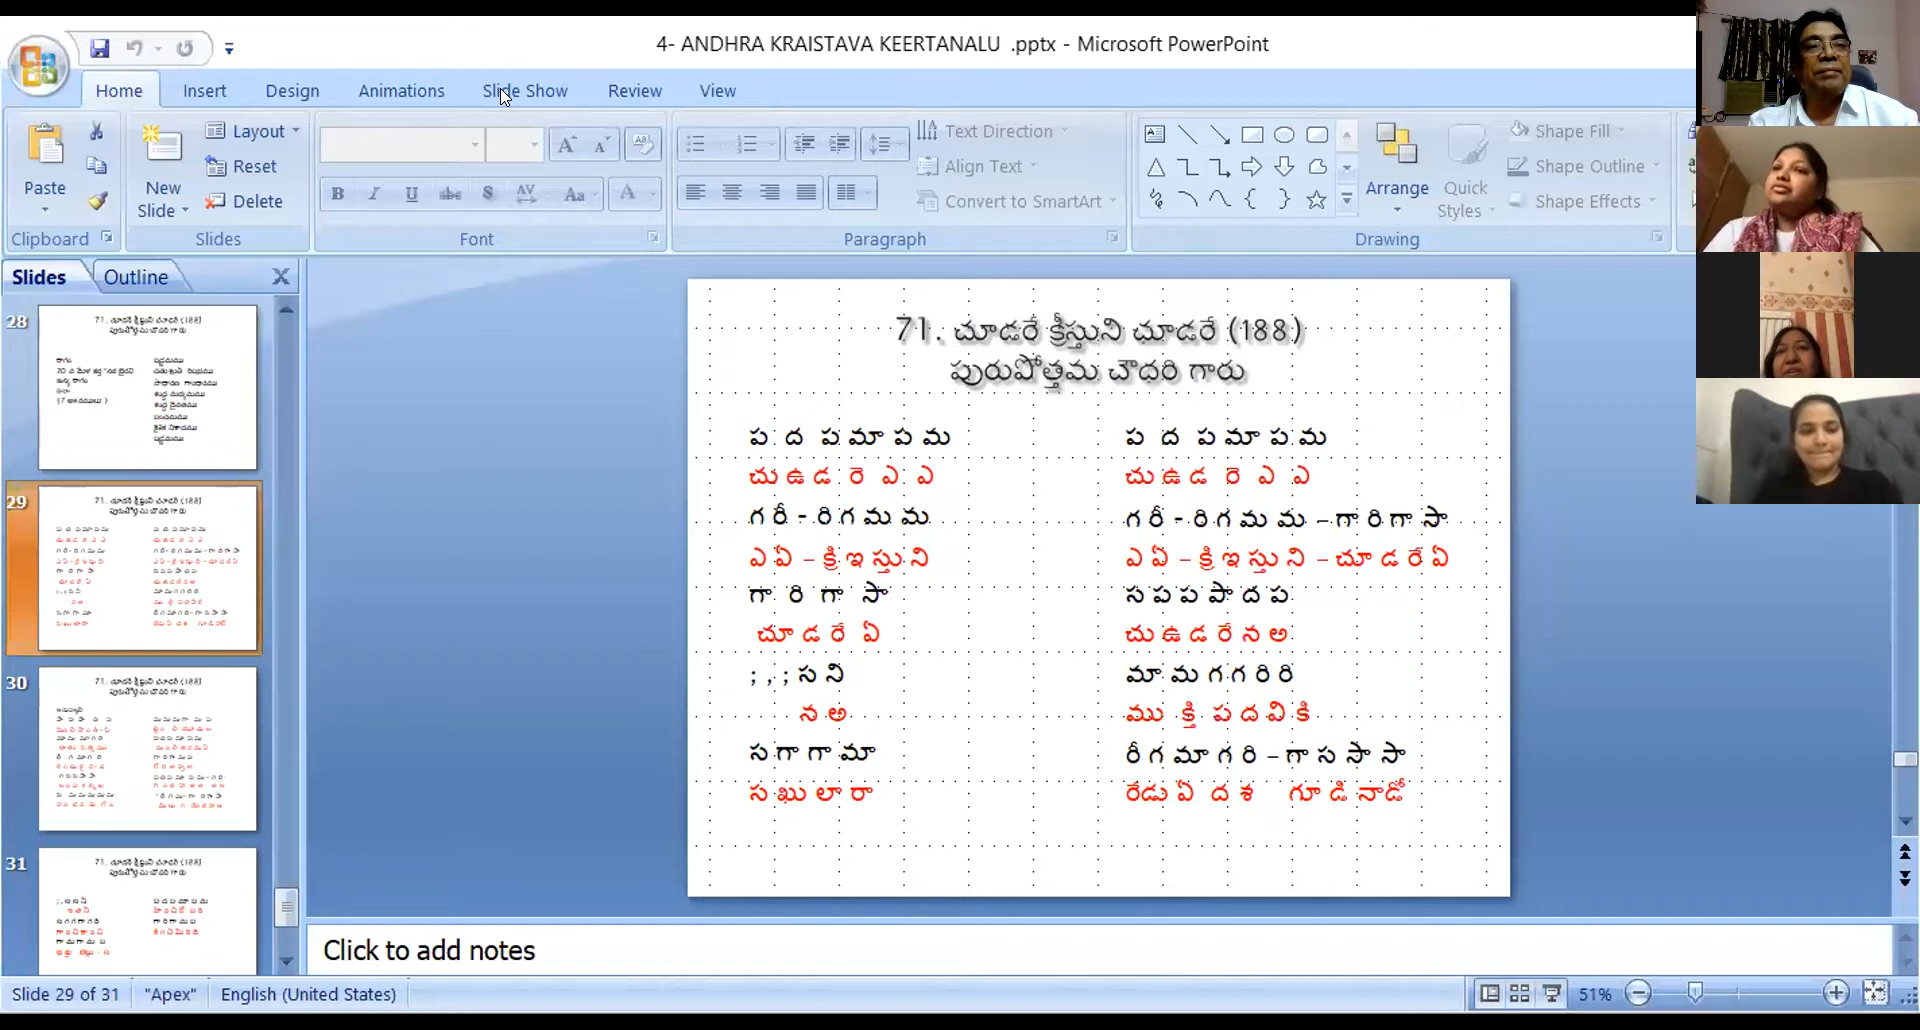 4- ANDHRA KRAISTAVA KEERTANALU .pptx - Microsoft PowerPoint
Home Insert Design Animations Slide Show Review View
Paste
Clipboard
New Slide
Layout
Reset
Delete
Slides
Font
Text Direction
Align Text
Convert to SmartArt
Paragraph
Arrange
Quick Styles
Shape Fill
Shape Outline
Shape Effects
Drawing
Slides Outline
28
29
30
31
71. చూడరే క్రీస్తుని చూడరే (188)
పురుషోత్తమ చౌదరి గారు
ప ద ప మా ప మ
చు ఉ డ రె ఎ ఎ
గ రీ - రి గ మ మ
ఎ ఏ – క్రి ఇ స్తు ని
గా రి గా సా
చూ డ రే ఏ
; , ; స ని
న అ
స గా గా మా
స ఖు లా రా
ప ద ప మా ప మ
చు ఉ డ రె ఎ ఎ
గ రీ - రి గ మ మ – గా రి గా సా
ఎ ఏ – క్రి ఇ స్తు ని – చూ డ రే ఏ
స ప ప పా ద ప
చు ఉ డ రే న అ
మా మ గ గ రి రి
ము క్తి ప ద వి కి
రీ గ మా గ రి – గా స సా సా
రేడు ఏ ద శ గూ డి నాడో
Click to add notes
Slide 29 of 31 "Apex" English (United States) 51%